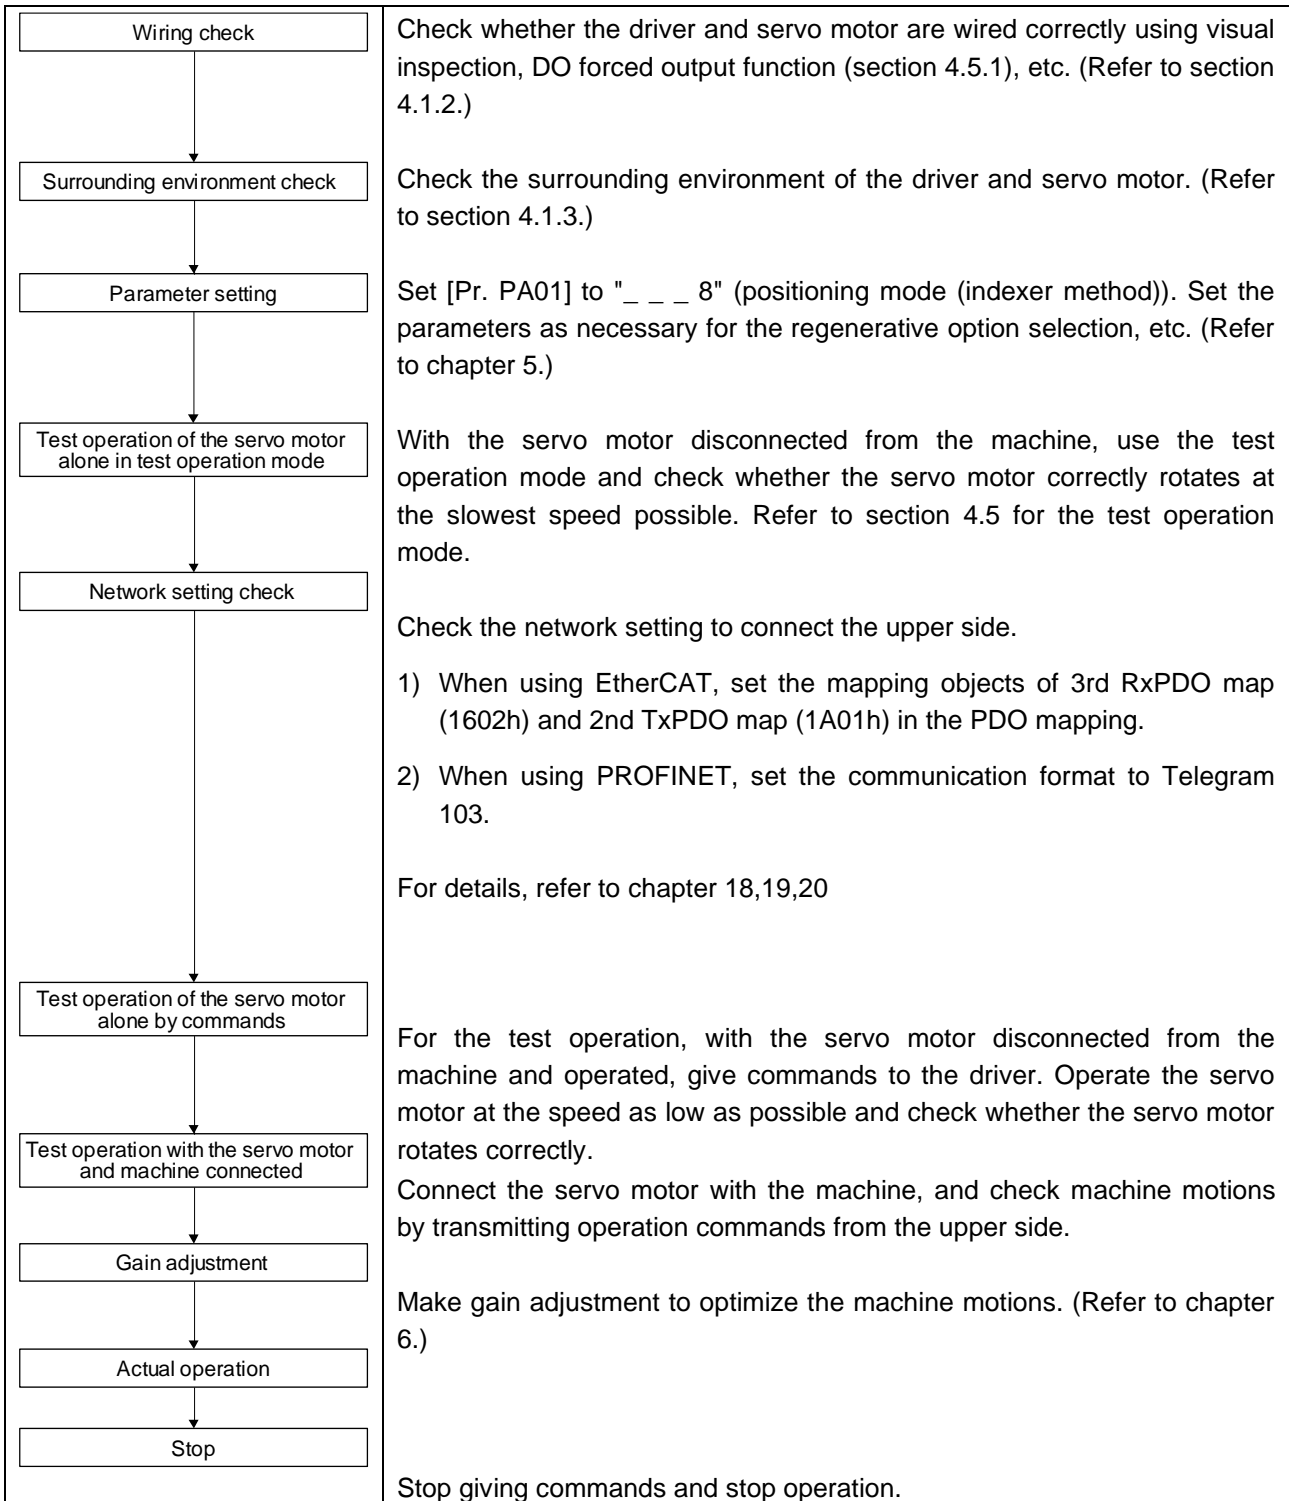 Wiring check
Check whether the driver and servo motor are wired correctly using visual
inspection, DO forced output function (section 4.5.1), etc. (Refer to section
4.1.2.)
Surrounding environment check
Check the surrounding environment of the driver and servo motor. (Refer
to section 4.1.3.)
Parameter setting
Set [Pr. PA01] to "_ _ _ 8" (positioning mode (indexer method)). Set the
parameters as necessary for the regenerative option selection, etc. (Refer
to chapter 5.)
Test operation of the servo motor
alone in test operation mode
With the servo motor disconnected from the machine, use the test
operation mode and check whether the servo motor correctly rotates at
the slowest speed possible. Refer to section 4.5 for the test operation
mode.
Network setting check
Check the network setting to connect the upper side.
1) When using EtherCAT, set the mapping objects of 3rd RxPDO map
(1602h) and 2nd TxPDO map (1A01h) in the PDO mapping.
2) When using PROFINET, set the communication format to Telegram
103.
For details, refer to chapter 18,19,20
Test operation of the servo motor
alone by commands
For the test operation, with the servo motor disconnected from the
machine and operated, give commands to the driver. Operate the servo
motor at the speed as low as possible and check whether the servo motor
rotates correctly.
Test operation with the servo motor
and machine connected
Connect the servo motor with the machine, and check machine motions
by transmitting operation commands from the upper side.
Gain adjustment
Make gain adjustment to optimize the machine motions. (Refer to chapter
6.)
Actual operation
Stop
Stop giving commands and stop operation.